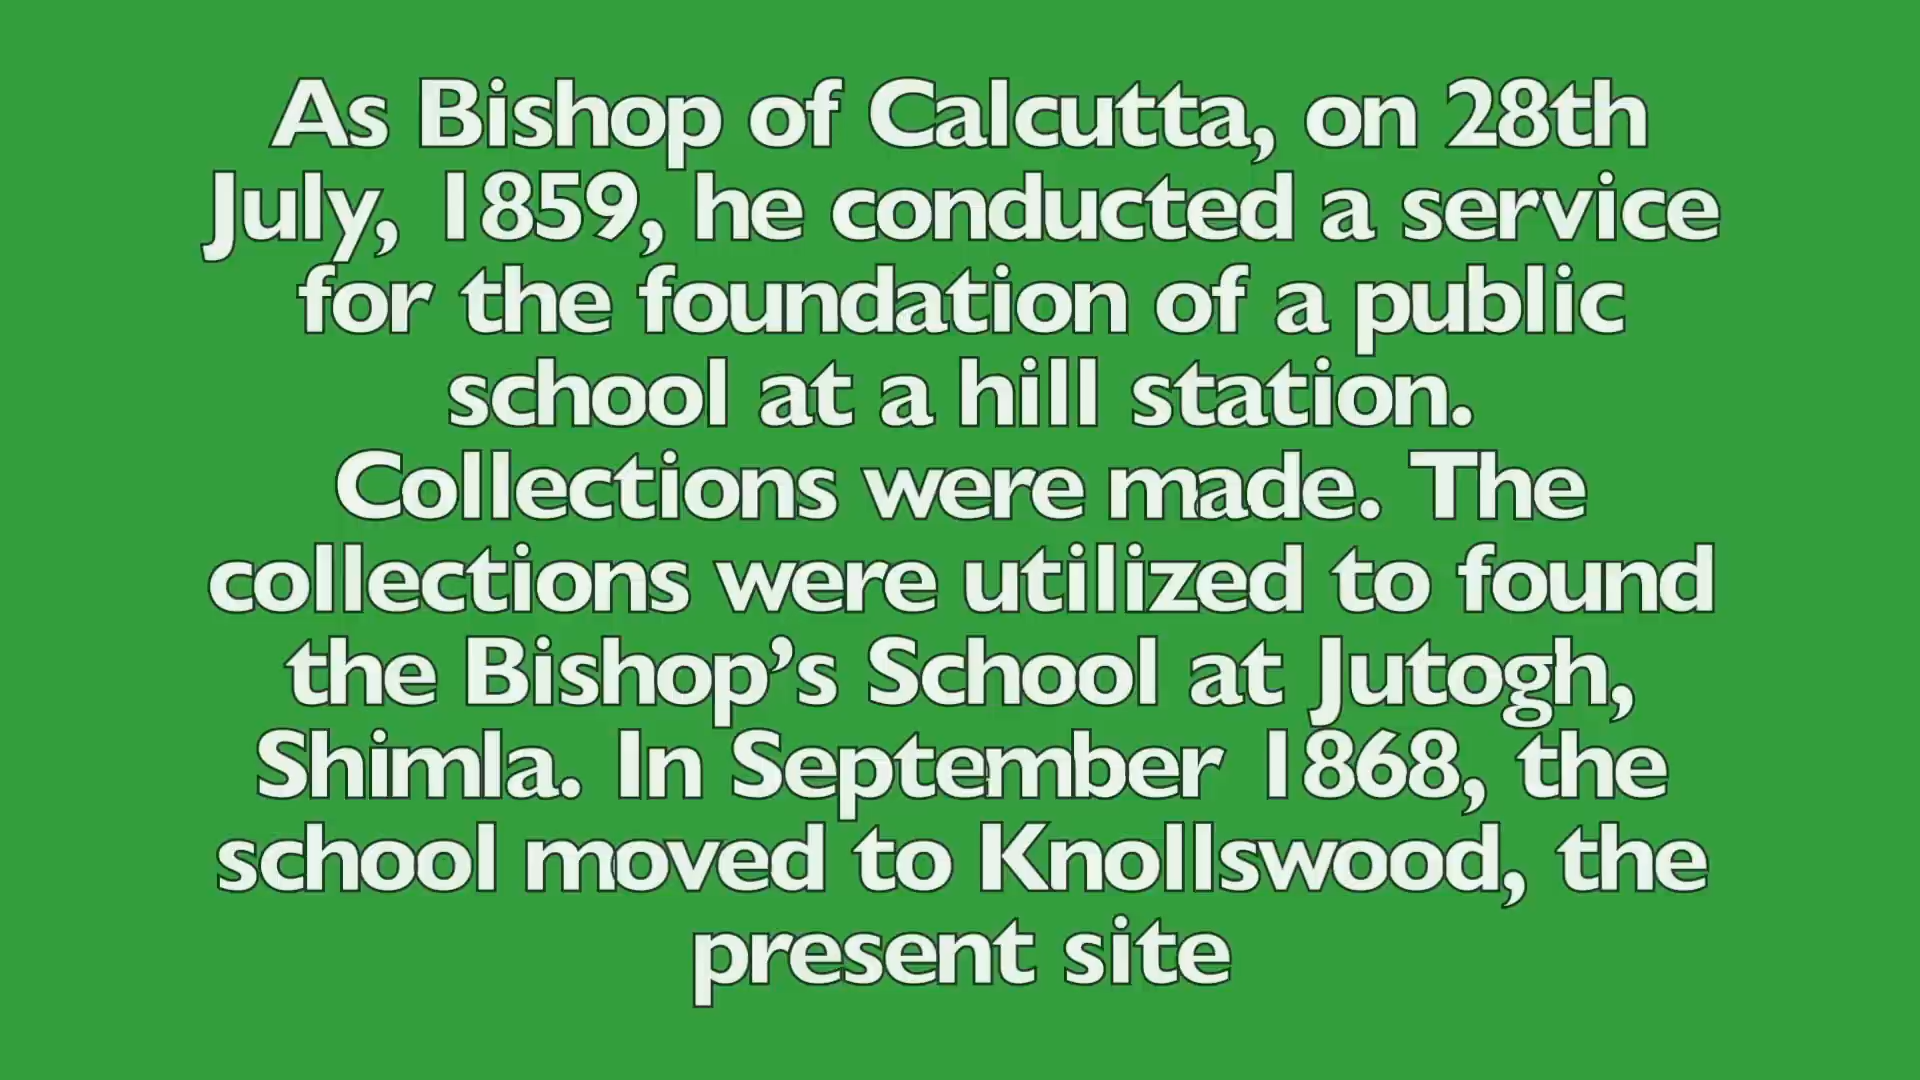 As Bishop of Calcutta, on 28th
July, 1859, he conducted a service
for the foundation of a public
school at a hill station.
Collections were made. The
collections were utilized to found
the Bishop’s School at Jutogh,
Shimla. In September 1868, the
school moved to Knollswood, the
present site